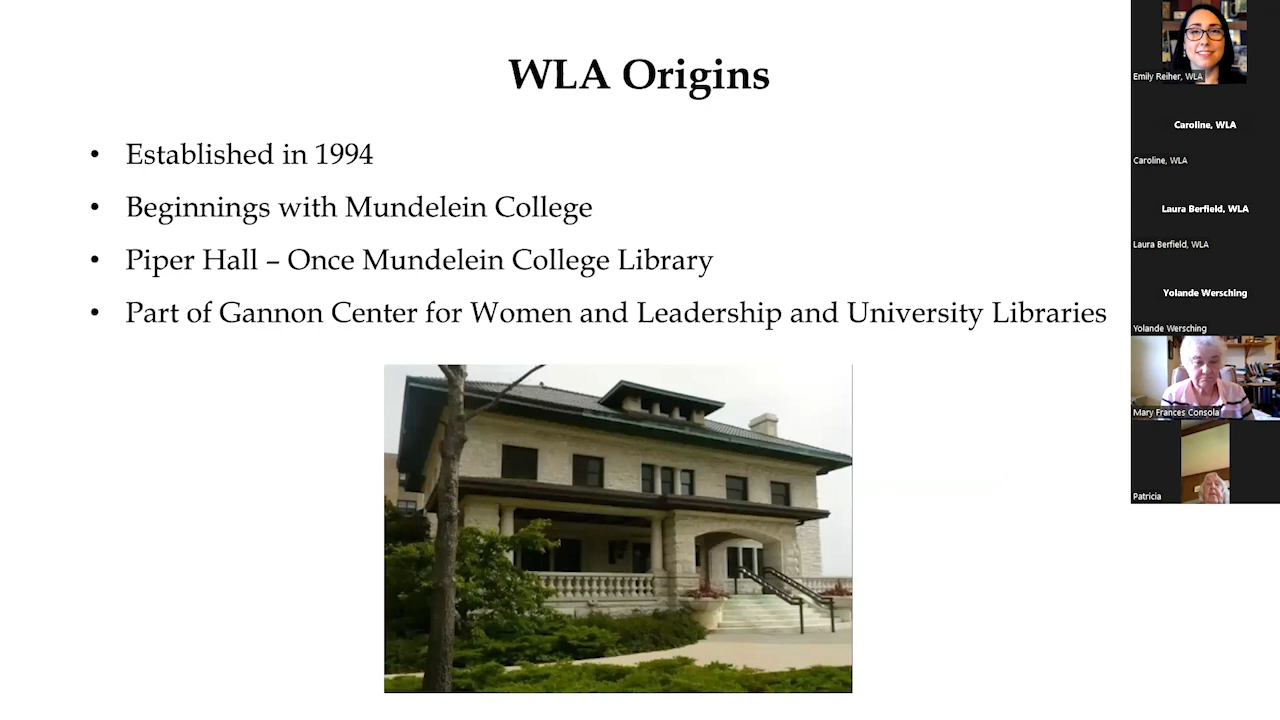 WLA Origins
• Established in 1994
• Beginnings with Mundelein College
• Piper Hall – Once Mundelein College Library
• Part of Gannon Center for Women and Leadership and University Libraries
Emily Reiher, WLA
Caroline, WLA
Caroline, WLA
Laura Berfield, WLA
Laura Berfield, WLA
Yolande Wersching
Yolande Wersching
Mary Frances Consola
Patricia